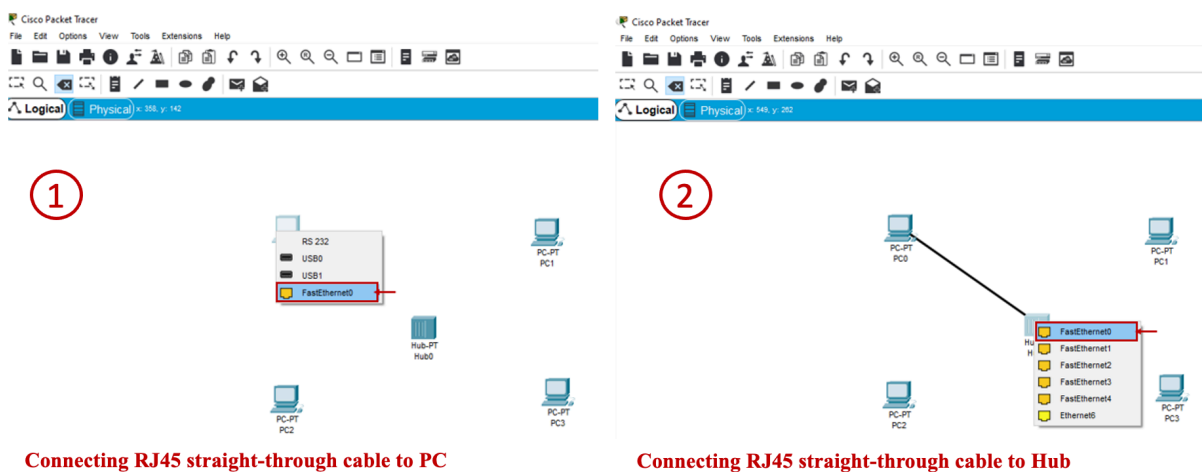 Cisco Packet Tracer
File Edit Options View Tools Extensions Help
Logical Physical x: 358, y: 142
1
RS 232
USB0
USB1
FastEthernet0
PC-PT
PC1
Hub-PT
Hub0
PC-PT
PC2
PC-PT
PC3
Connecting RJ45 straight-through cable to PC
Cisco Packet Tracer
File Edit Options View Tools Extensions Help
Logical Physical x: 549, y: 262
2
PC-PT
PC0
PC-PT
PC1
Hu
H
FastEthernet0
FastEthernet1
FastEthernet2
FastEthernet3
FastEthernet4
Ethernet6
PC-PT
PC2
PC-PT
PC3
Connecting RJ45 straight-through cable to Hub